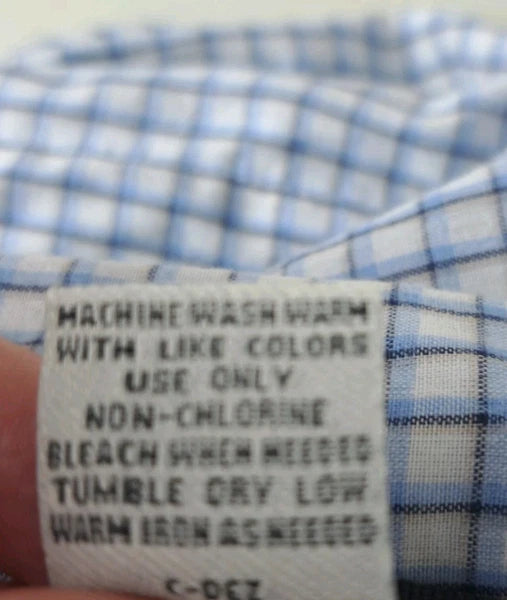 MACHINE WASH WARM
WITH LIKE COLORS
USE ONLY
NON-CHLORINE
BLEACH WHEN NEEDED
TUMBLE DRY LOW
WARM IRON AS NEEDED